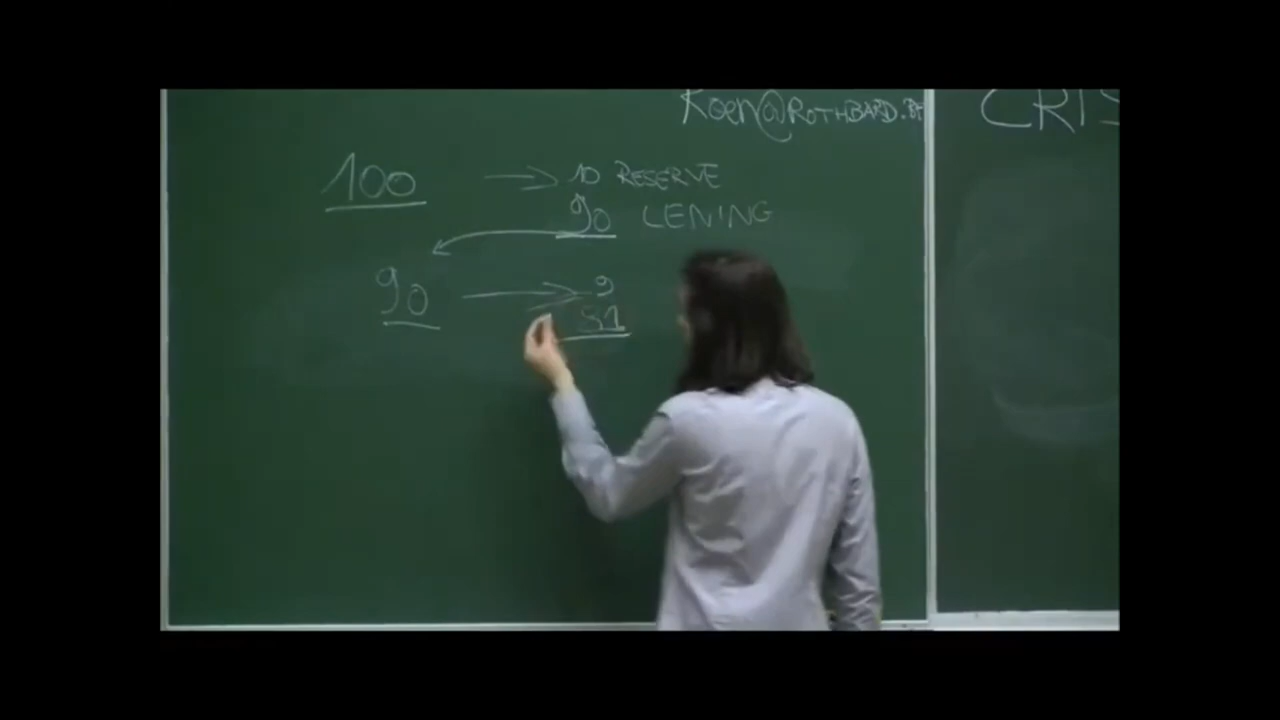 Koen@ROTHBARD.BE
CRIS
100 → 10 RESERVE
90 LENING
90 → 9
81